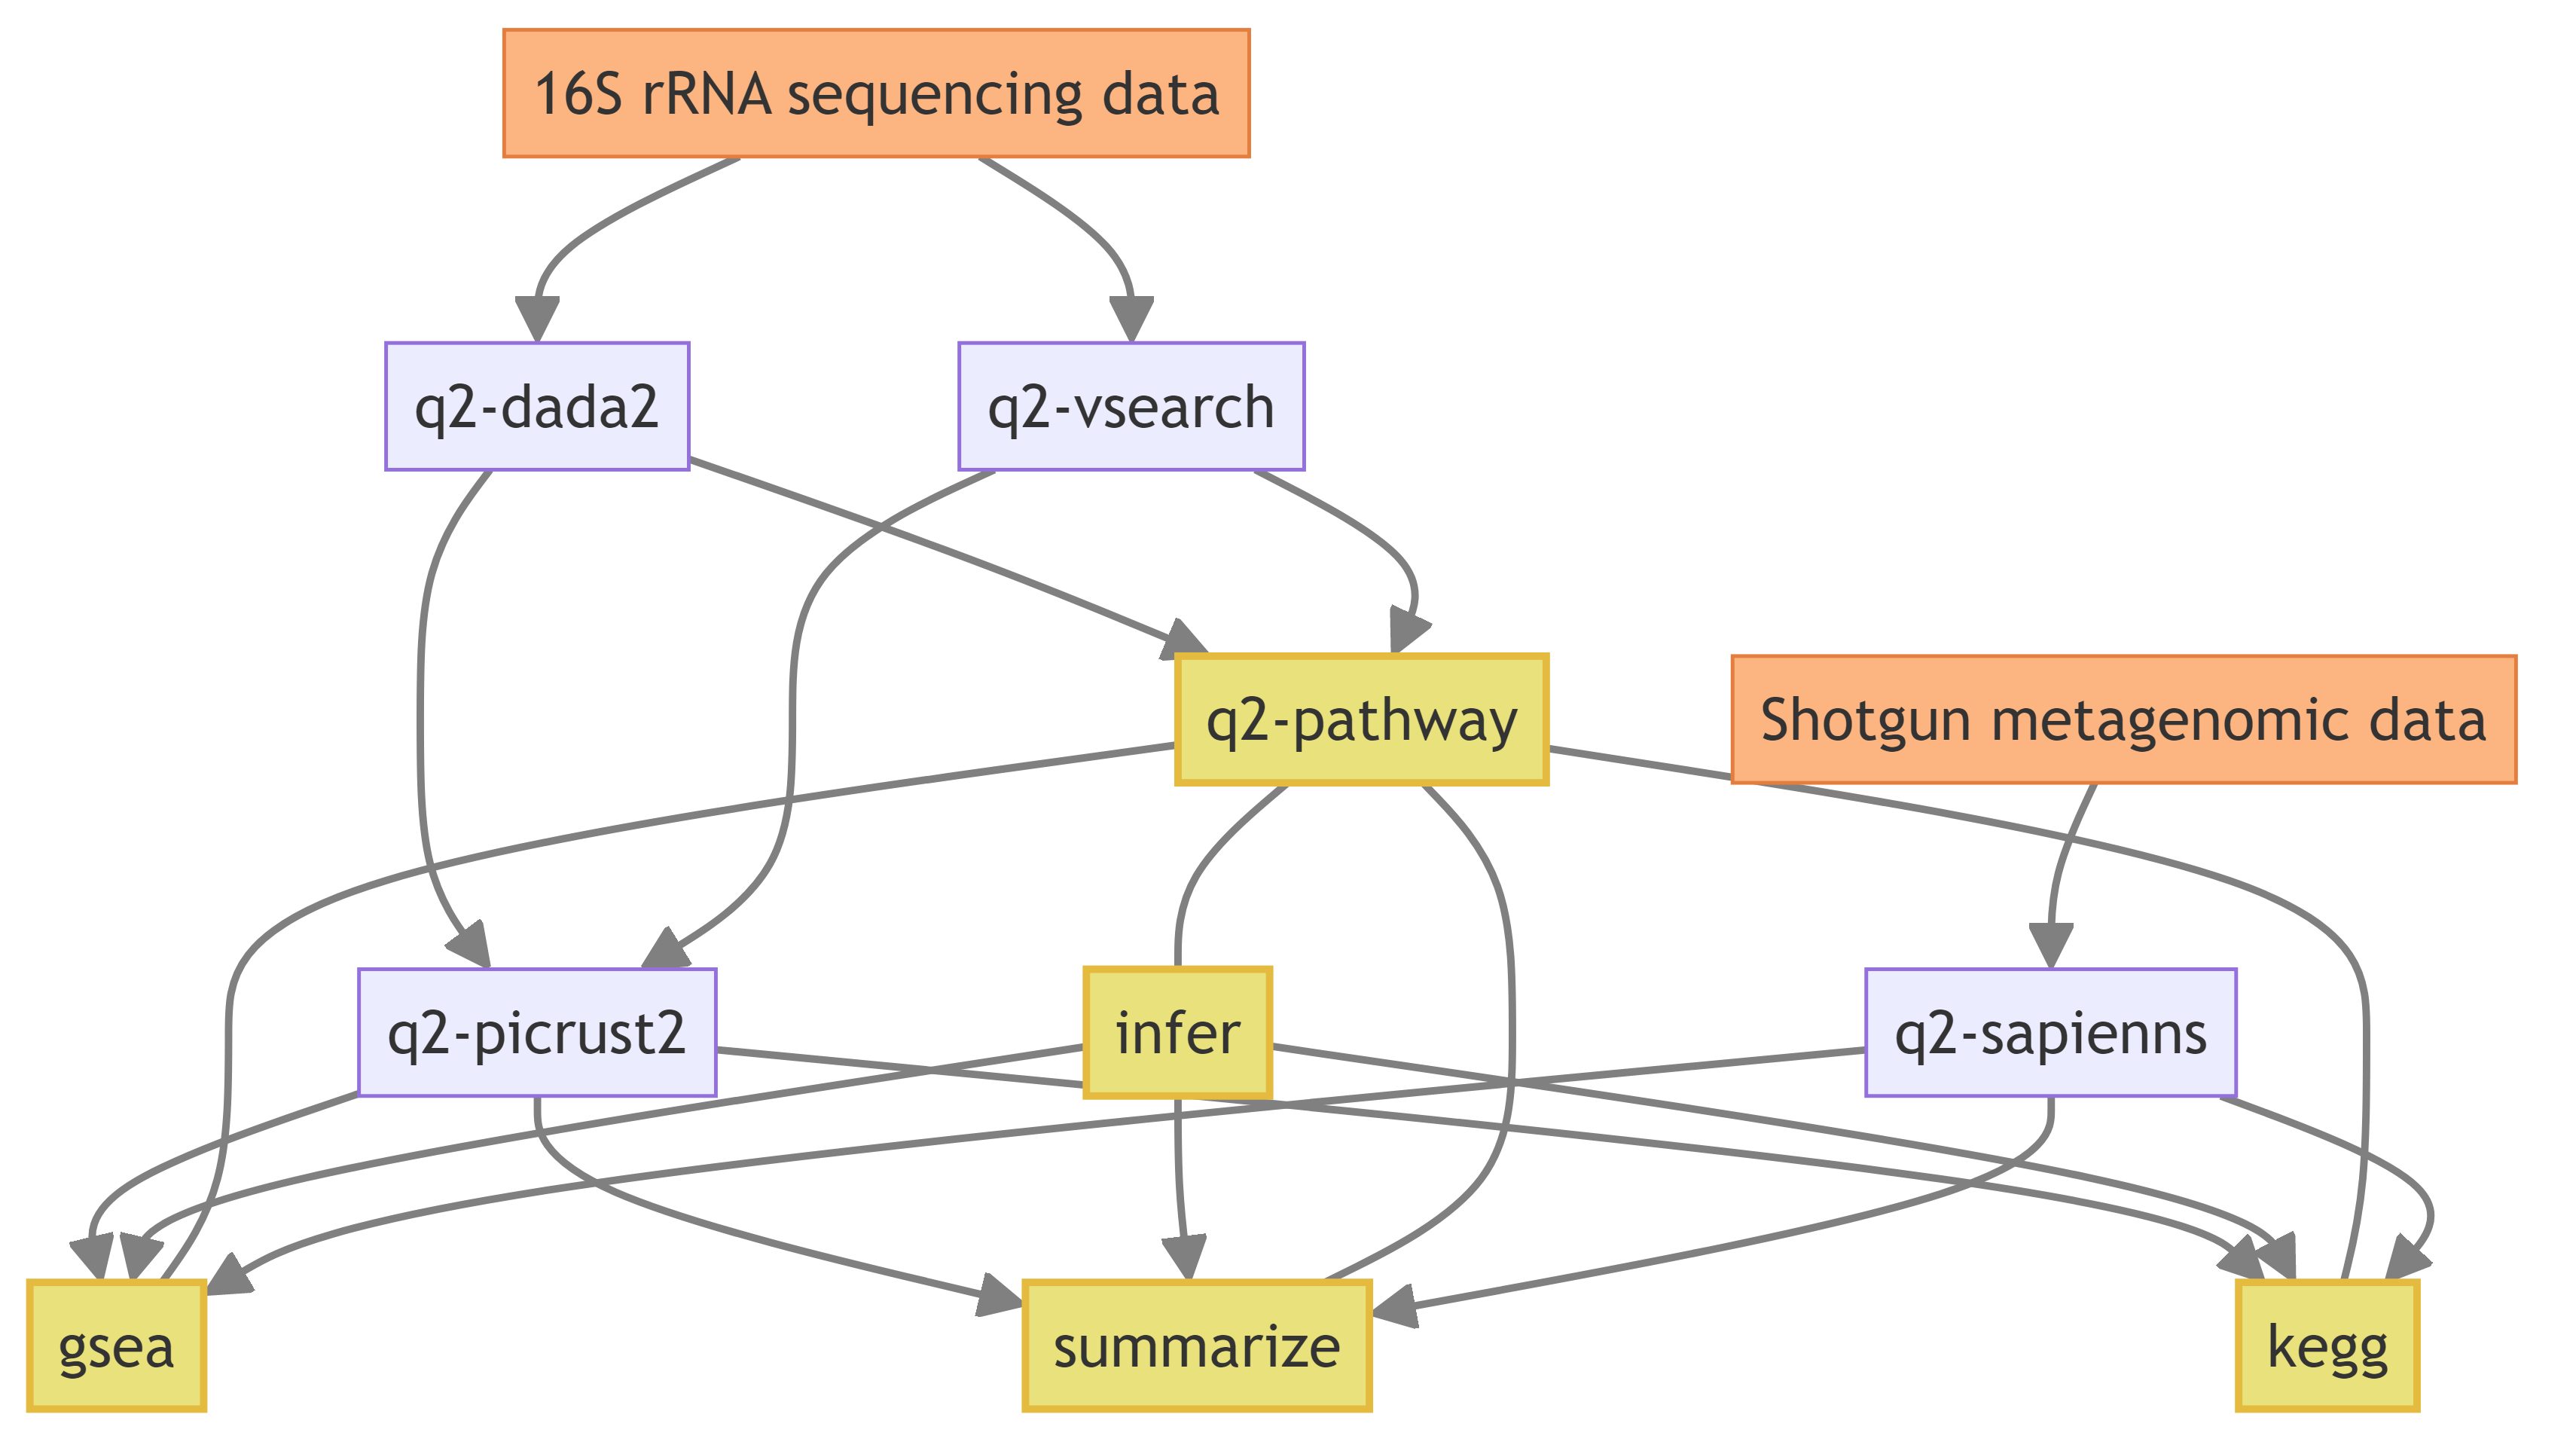 16S rRNA sequencing data
q2-dada2
q2-vsearch
q2-pathway
Shotgun metagenomic data
q2-picrust2
infer
q2-sapienns
gsea
summarize
kegg